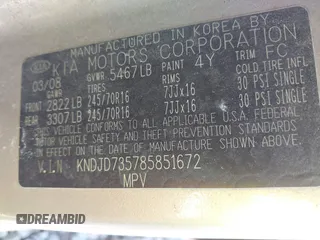 MANUFACTURED IN KOREA BY
KIA KIA MOTORS CORPORATION
03/08 GVWR 5467LB PAINT 4Y TRIM FC
GAWR TIRES RIMS COLD TIRE INFL
FRONT 2822LB 245/70R16 7JJx16 30 PSI SINGLE
REAR 3307LB 245/70R16 7JJx16 30 PSI SINGLE
THIS VEHICLE CONFORMS TO ALL APPLICABLE
U.S.A. FEDERAL MOTOR VEHICLE
SAFETY AND THEFT PREVENTION STANDARDS
IN EFFECT ON THE DATE OF MANUFACTURE
SHOWN ABOVE.
V.I.N. KNDJD735785851672
MPV
DREAMBID